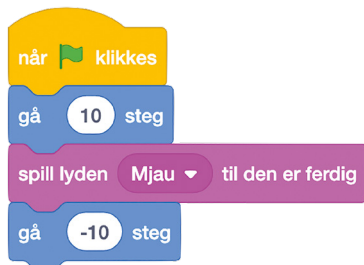 når klikkes
gå 10 steg
spill lyden Mjau til den er ferdig
gå -10 steg